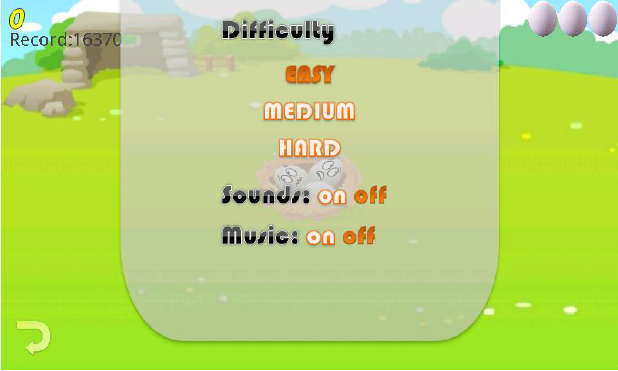 0
Record:16370
Difficulty
EASY
MEDIUM
HARD
Sounds: on off
Music: on off